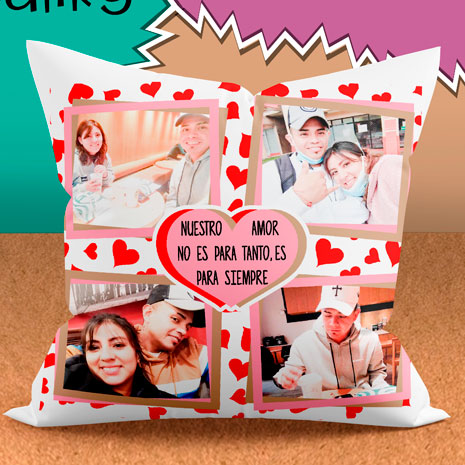 NUESTRO AMOR
NO ES PARA TANTO, ES
PARA SIEMPRE